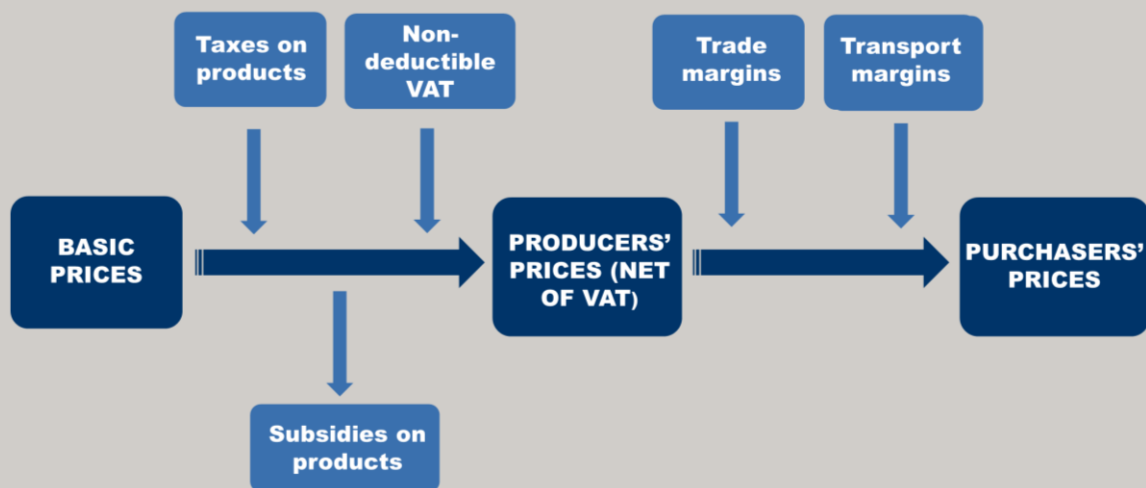 Taxes on
products
Non-
deductible
VAT
Trade
margins
Transport
margins
BASIC
PRICES
PRODUCERS’
PRICES (NET
OF VAT)
PURCHASERS’
PRICES
Subsidies on
products